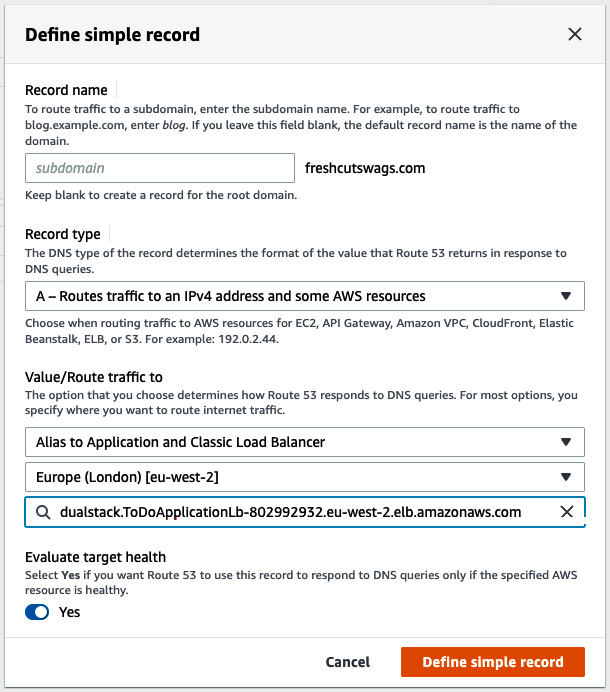 Define simple record
Record name
To route traffic to a subdomain, enter the subdomain name. For example, to route traffic to
blog.example.com, enter blog. If you leave this field blank, the default record name is the name of the
domain.
subdomain
freshcutswags.com
Keep blank to create a record for the root domain.
Record type
The DNS type of the record determines the format of the value that Route 53 returns in response to
DNS queries.
A – Routes traffic to an IPv4 address and some AWS resources
Choose when routing traffic to AWS resources for EC2, API Gateway, Amazon VPC, CloudFront, Elastic
Beanstalk, ELB, or S3. For example: 192.0.2.44.
Value/Route traffic to
The option that you choose determines how Route 53 responds to DNS queries. For most options, you
specify where you want to route internet traffic.
Alias to Application and Classic Load Balancer
Europe (London) [eu-west-2]
dualstack.ToDoApplicationLb-802992932.eu-west-2.elb.amazonaws.com
Evaluate target health
Select Yes if you want Route 53 to use this record to respond to DNS queries only if the specified AWS
resource is healthy.
Yes
Cancel
Define simple record